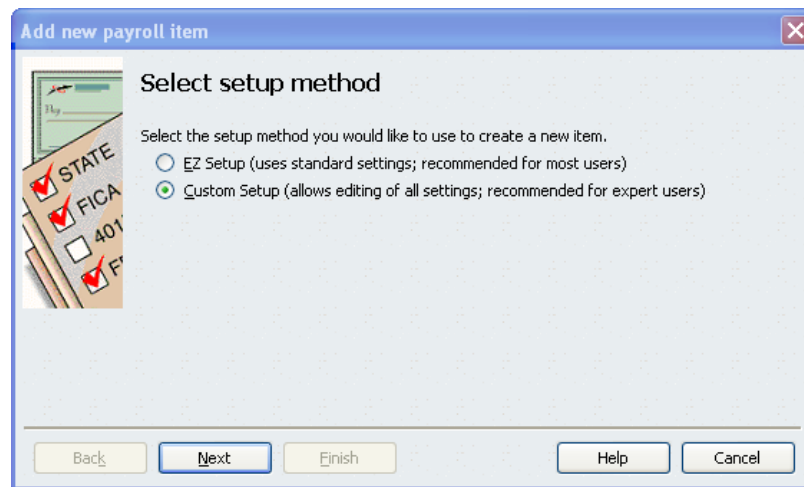 Add new payroll item
Select setup method
Select the setup method you would like to use to create a new item.
EZ Setup (uses standard settings; recommended for most users)
Custom Setup (allows editing of all settings; recommended for expert users)
Pay
STATE
FICA
401
Back
Next
Finish
Help
Cancel